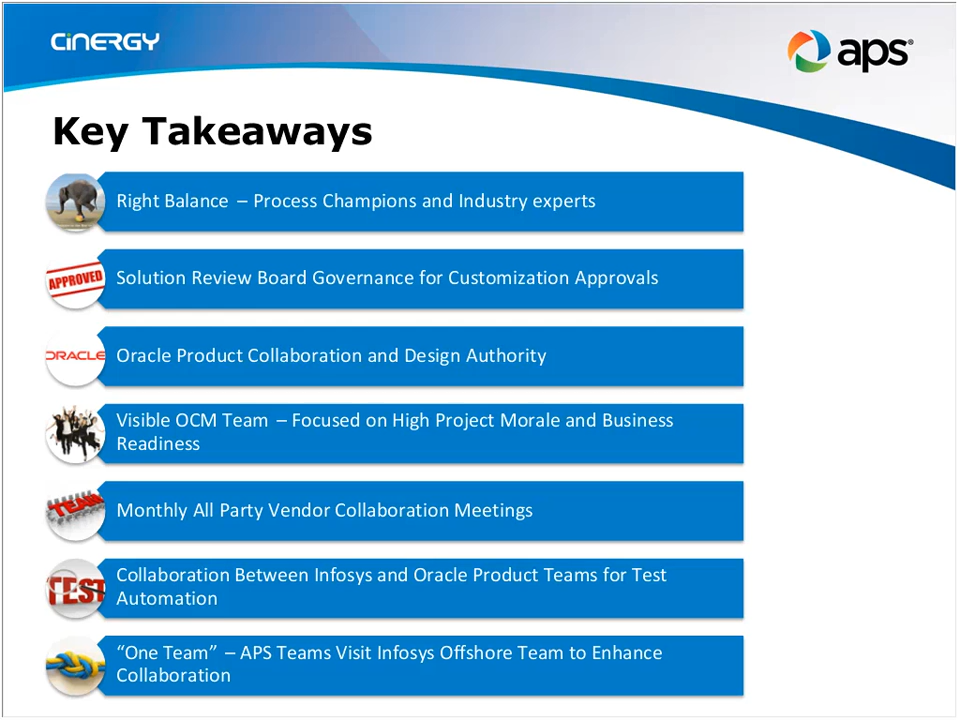 CINERGY
aps®
Key Takeaways
Right Balance – Process Champions and Industry experts
APPROVED
Solution Review Board Governance for Customization Approvals
ORACLE
Oracle Product Collaboration and Design Authority
Visible OCM Team – Focused on High Project Morale and Business
Readiness
TEAM
Monthly All Party Vendor Collaboration Meetings
TEST
Collaboration Between Infosys and Oracle Product Teams for Test
Automation
“One Team” – APS Teams Visit Infosys Offshore Team to Enhance
Collaboration